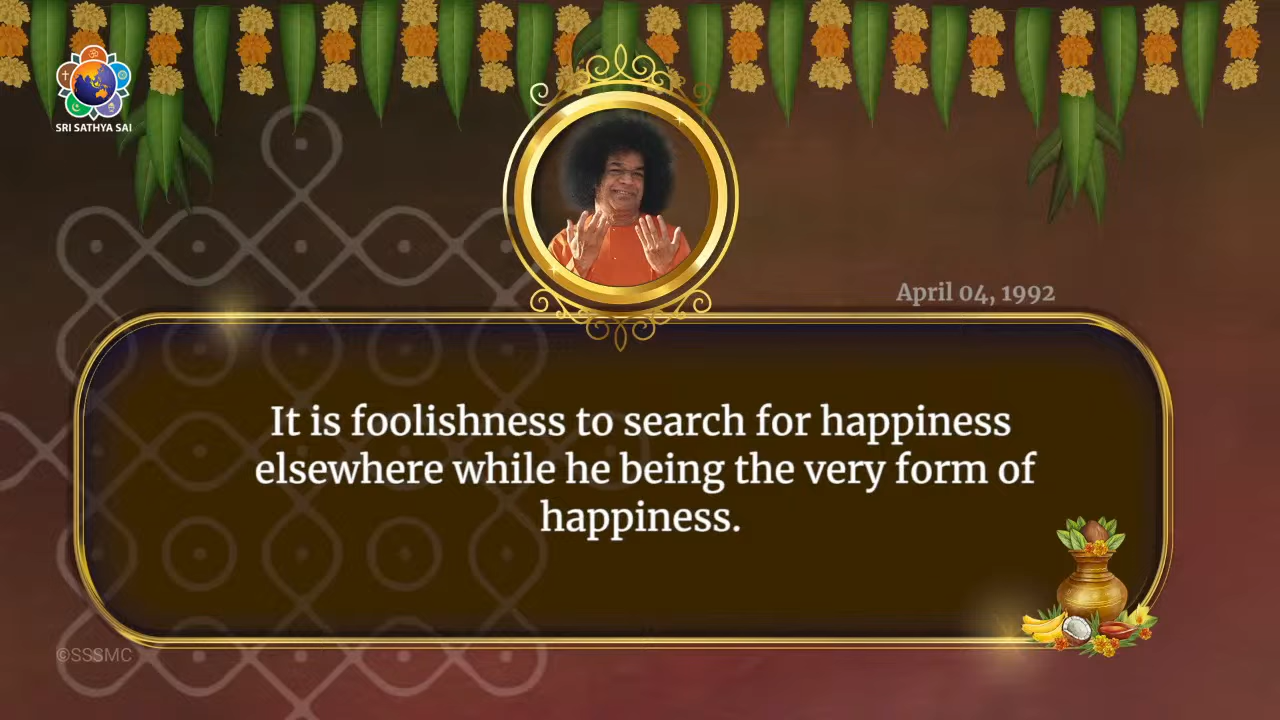 SRI SATHYA SAI
April 04, 1992
It is foolishness to search for happiness
elsewhere while he being the very form of
happiness.
©SSSMC